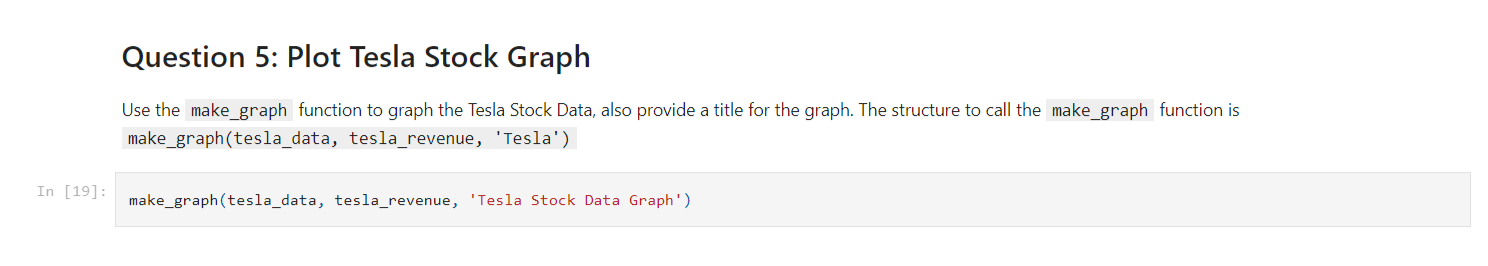 Question 5: Plot Tesla Stock Graph
Use the make_graph function to graph the Tesla Stock Data, also provide a title for the graph. The structure to call the make_graph function is
make_graph(tesla_data, tesla_revenue, 'Tesla')
In [19]:
make_graph(tesla_data, tesla_revenue, 'Tesla Stock Data Graph')